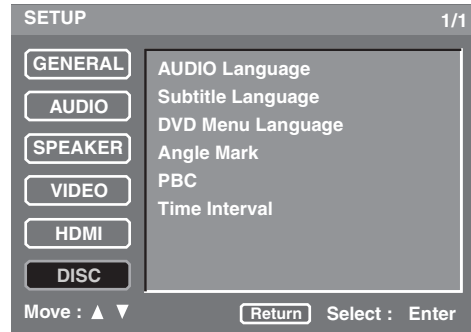 SETUP 1/1
GENERAL
AUDIO
SPEAKER
VIDEO
HDMI
DISC
AUDIO Language
Subtitle Language
DVD Menu Language
Angle Mark
PBC
Time Interval
Move : ▲ ▼ Return Select : Enter